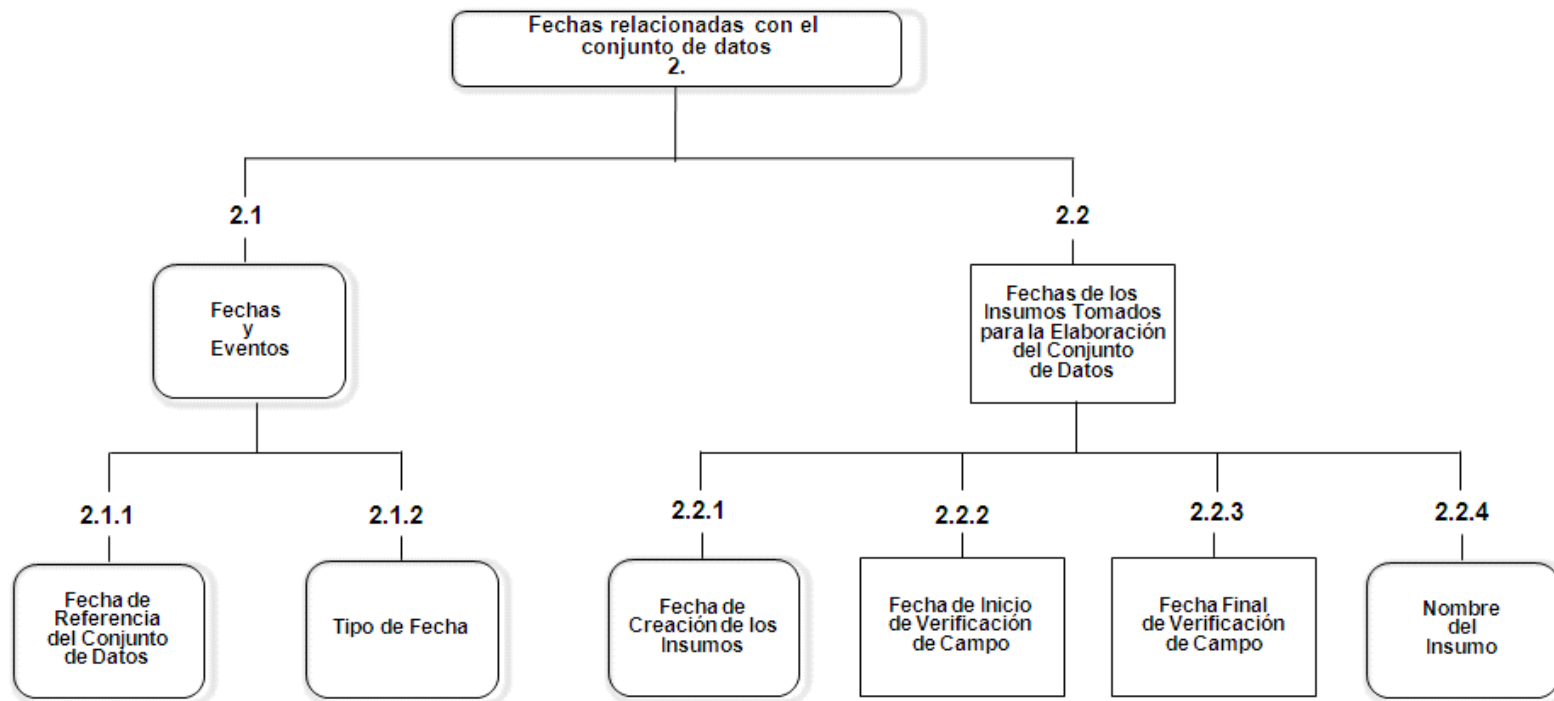 Fechas relacionadas con el
conjunto de datos
2.
2.1
2.2
Fechas
y
Eventos
Fechas de los
Insumos Tomados
para la Elaboración
del Conjunto
de Datos
2.1.1
2.1.2
2.2.1
2.2.2
2.2.3
2.2.4
Fecha de
Referencia
del Conjunto
de Datos
Tipo de Fecha
Fecha de
Creación de los
Insumos
Fecha de Inicio
de Verificación
de Campo
Fecha Final
de Verificación
de Campo
Nombre
del
Insumo